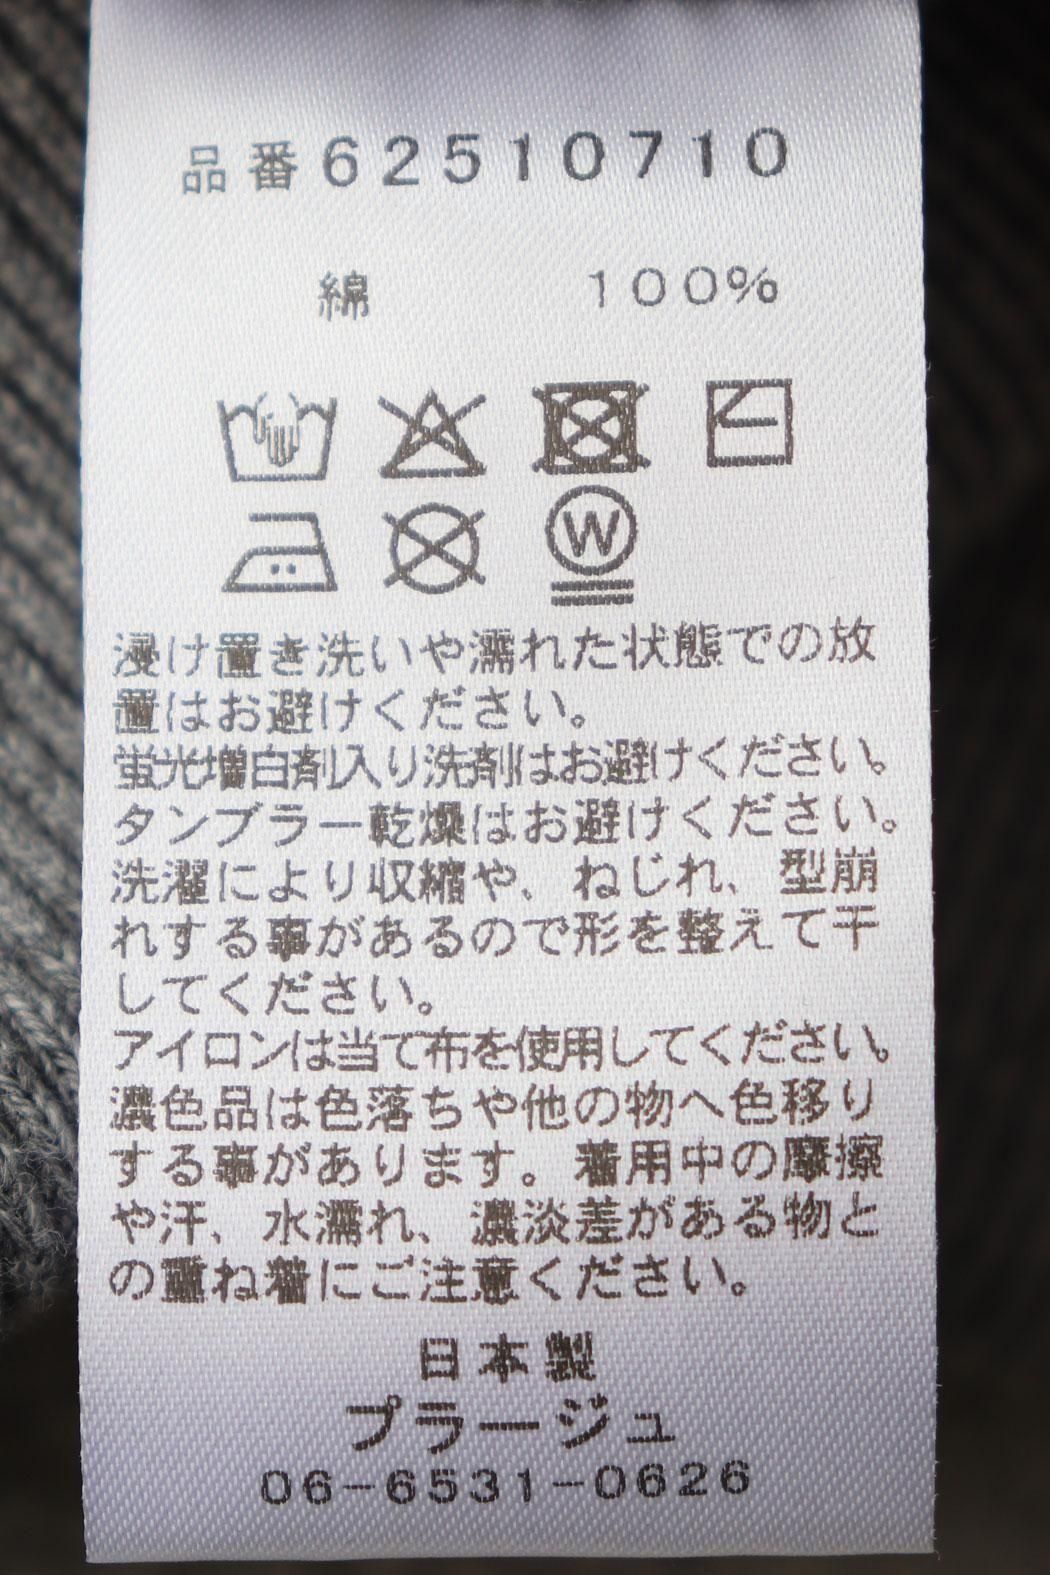 品番62510710
綿 100%
W
浸け置き洗いや濡れた状態での放
置はお避けください。
蛍光増白剤入り洗剤はお避けください。
タンブラー乾燥はお避けください。
洗濯により収縮や、ねじれ、型崩
れする事があるので形を整えて干
してください。
アイロンは当て布を使用してください。
濃色品は色落ちや他の物へ色移り
する事があります。着用中の摩擦
や汗、水濡れ、濃淡差がある物と
の重ね着にご注意ください。
日本製
プラージュ
06-6531-0626